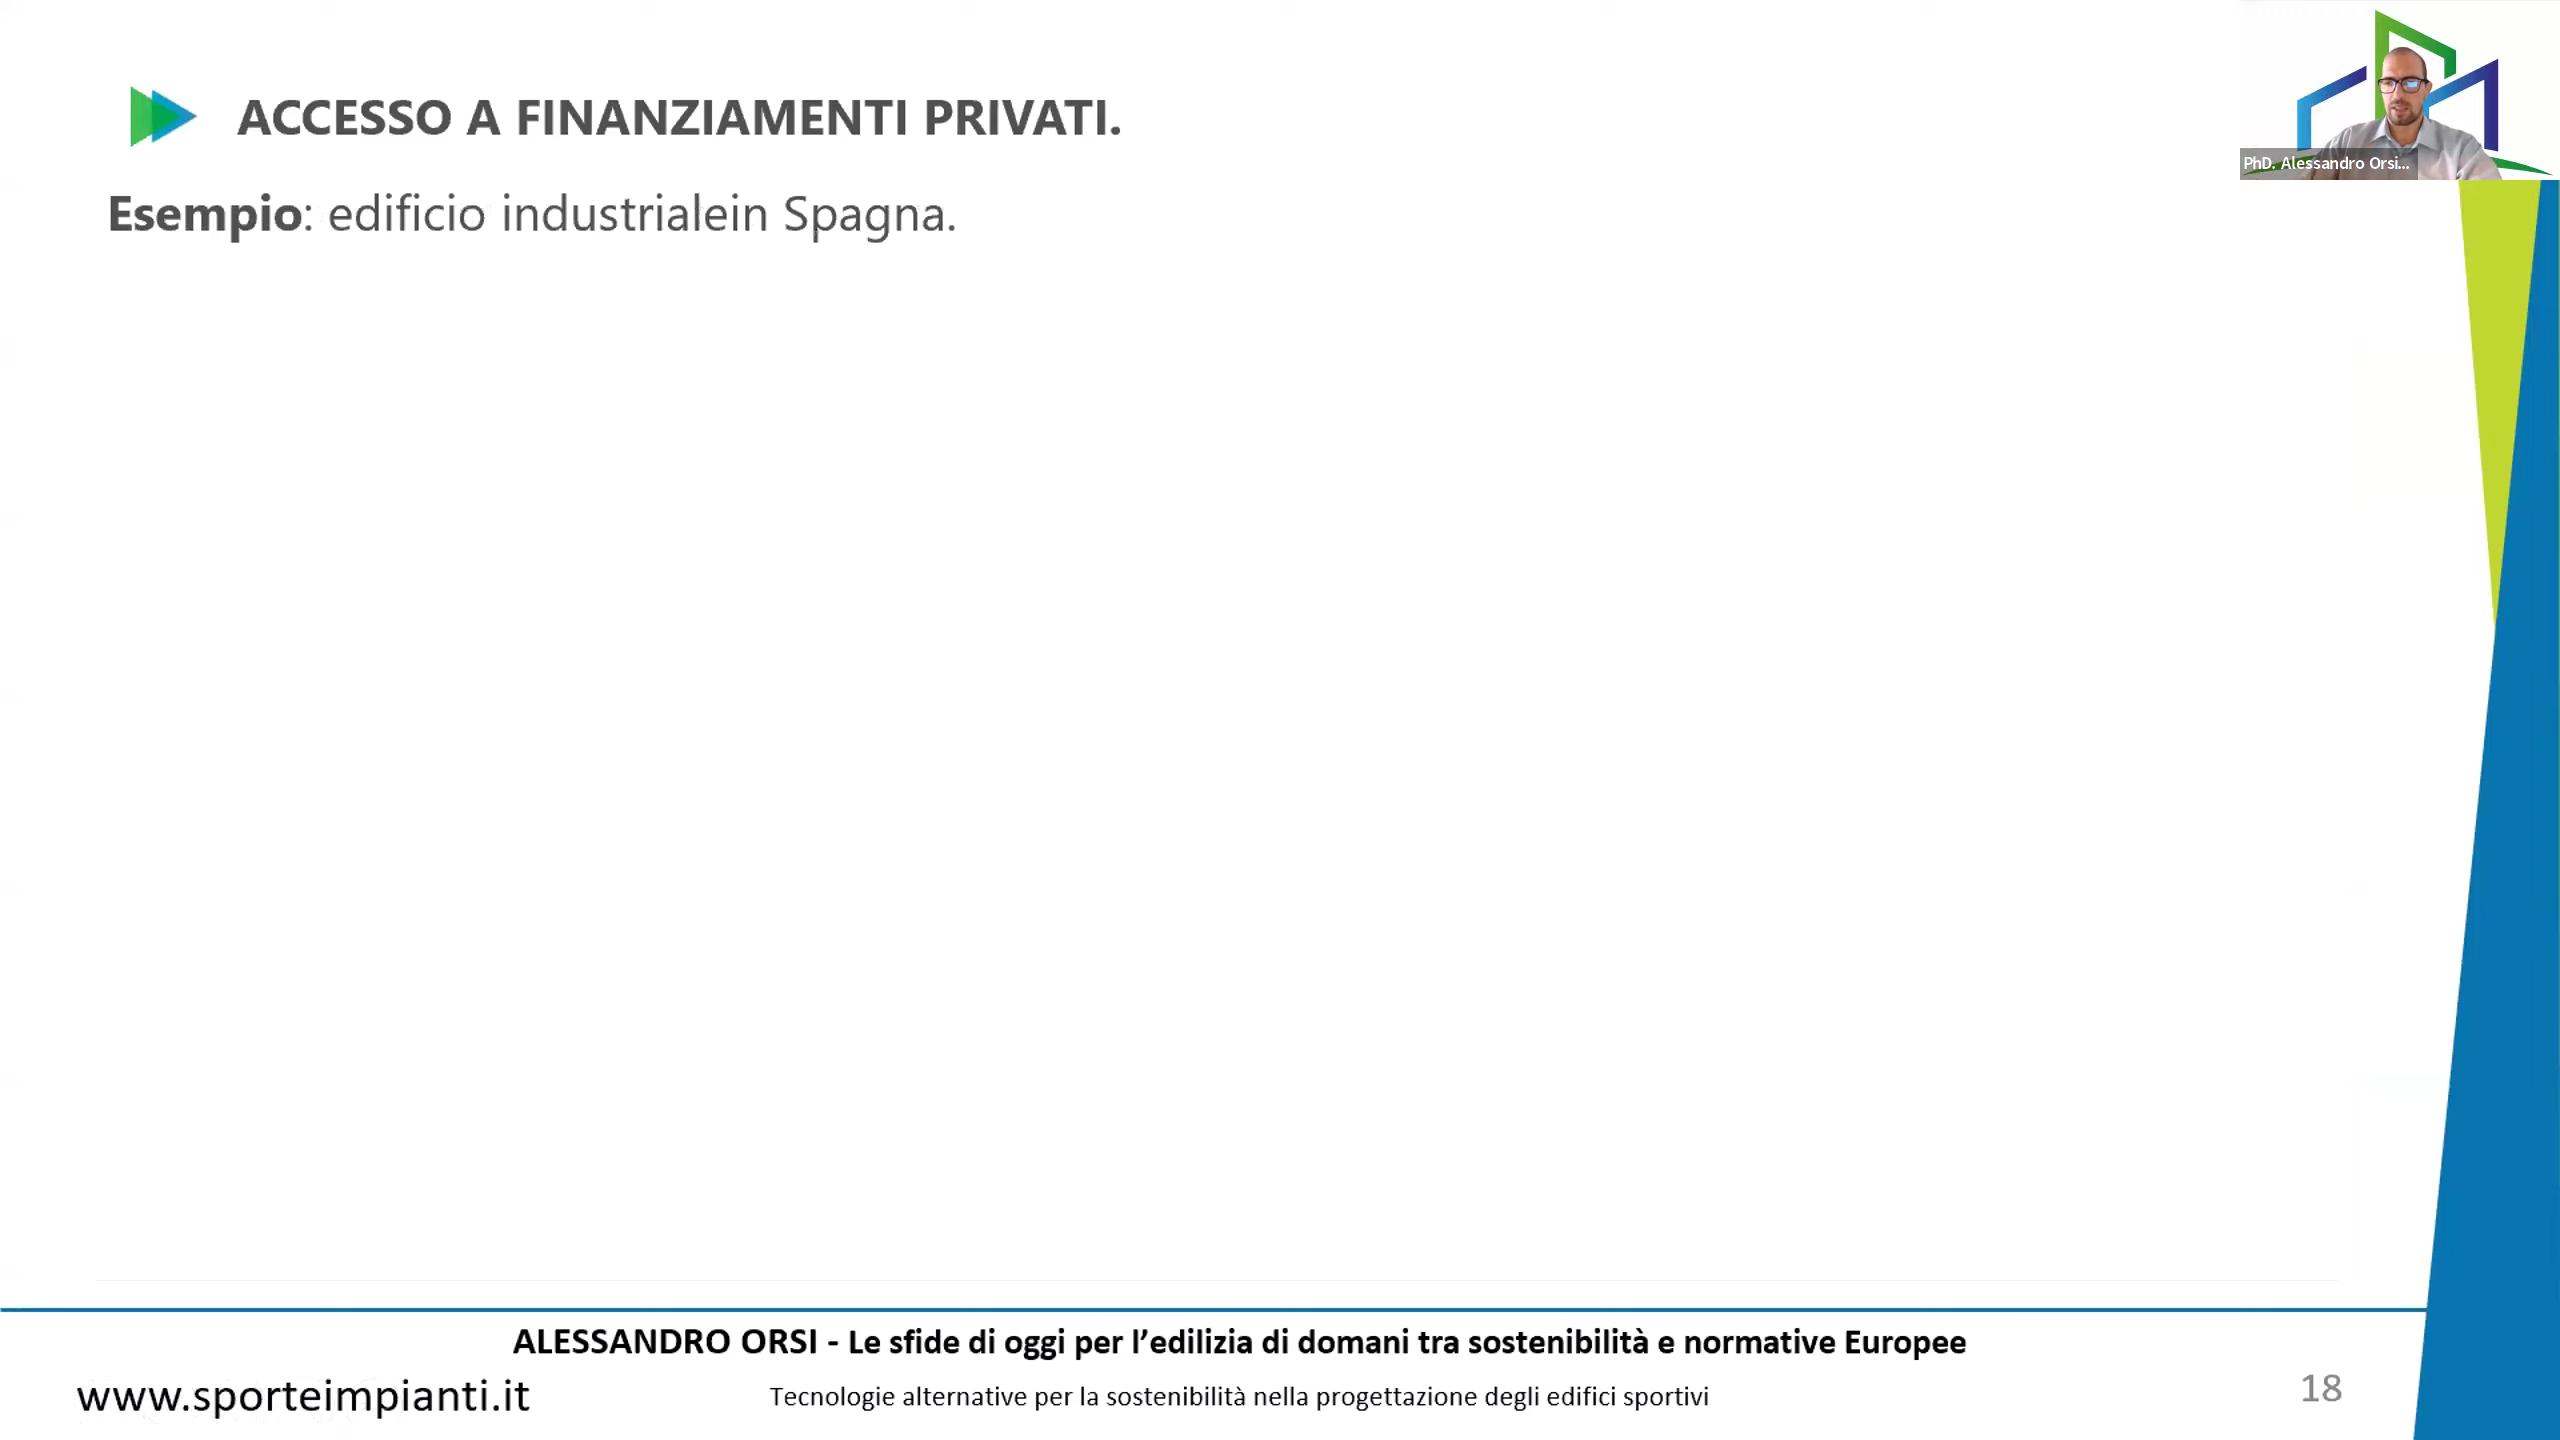 ACCESSO A FINANZIAMENTI PRIVATI.
PhD. Alessandro Orsi...
Esempio: edificio industrialein Spagna.
ALESSANDRO ORSI - Le sfide di oggi per l’edilizia di domani tra sostenibilità e normative Europee
www.sporteimpianti.it
Tecnologie alternative per la sostenibilità nella progettazione degli edifici sportivi
18